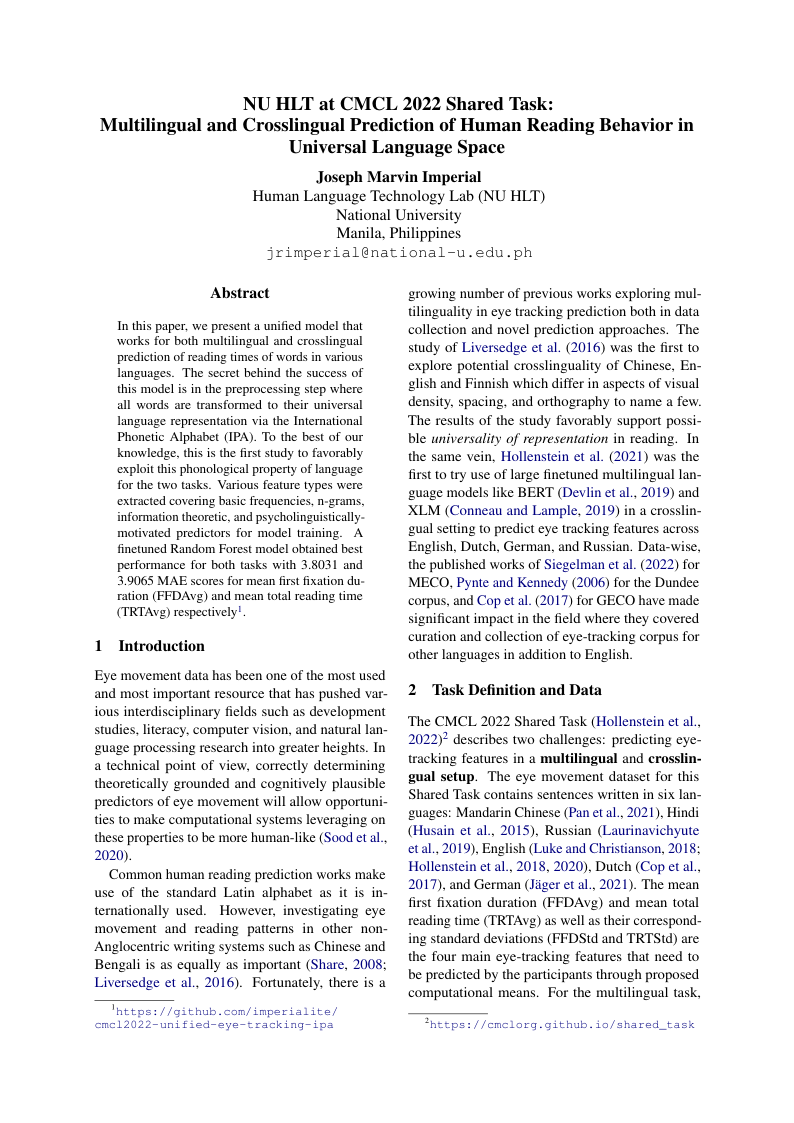 NU HLT at CMCL 2022 Shared Task:
Multilingual and Crosslingual Prediction of Human Reading Behavior in
Universal Language Space
Joseph Marvin Imperial
Human Language Technology Lab (NU HLT)
National University
Manila, Philippines
jrimperial@national-u.edu.ph
Abstract
In this paper, we present a unified model that
works for both multilingual and crosslingual
prediction of reading times of words in various
languages. The secret behind the success of
this model is in the preprocessing step where
all words are transformed to their universal
language representation via the International
Phonetic Alphabet (IPA). To the best of our
knowledge, this is the first study to favorably
exploit this phonological property of language
for the two tasks. Various feature types were
extracted covering basic frequencies, n-grams,
information theoretic, and psycholinguistically-
motivated predictors for model training. A
finetuned Random Forest model obtained best
performance for both tasks with 3.8031 and
3.9065 MAE scores for mean first fixation du-
ration (FFDAvg) and mean total reading time
(TRTAvg) respectively1.
1 Introduction
Eye movement data has been one of the most used
and most important resource that has pushed var-
ious interdisciplinary fields such as development
studies, literacy, computer vision, and natural lan-
guage processing research into greater heights. In
a technical point of view, correctly determining
theoretically grounded and cognitively plausible
predictors of eye movement will allow opportuni-
ties to make computational systems leveraging on
these properties to be more human-like (Sood et al.,
2020).
Common human reading prediction works make
use of the standard Latin alphabet as it is in-
ternationally used. However, investigating eye
movement and reading patterns in other non-
Anglocentric writing systems such as Chinese and
Bengali is as equally as important (Share, 2008;
Liversedge et al., 2016). Fortunately, there is a
1https://github.com/imperialite/
cmcl2022-unified-eye-tracking-ipa
growing number of previous works exploring mul-
tilinguality in eye tracking prediction both in data
collection and novel prediction approaches. The
study of Liversedge et al. (2016) was the first to
explore potential crosslinguality of Chinese, En-
glish and Finnish which differ in aspects of visual
density, spacing, and orthography to name a few.
The results of the study favorably support possi-
ble universality of representation in reading. In
the same vein, Hollenstein et al. (2021) was the
first to try use of large finetuned multilingual lan-
guage models like BERT (Devlin et al., 2019) and
XLM (Conneau and Lample, 2019) in a crosslin-
gual setting to predict eye tracking features across
English, Dutch, German, and Russian. Data-wise,
the published works of Siegelman et al. (2022) for
MECO, Pynte and Kennedy (2006) for the Dundee
corpus, and Cop et al. (2017) for GECO have made
significant impact in the field where they covered
curation and collection of eye-tracking corpus for
other languages in addition to English.
2 Task Definition and Data
The CMCL 2022 Shared Task (Hollenstein et al.,
2022)2 describes two challenges: predicting eye-
tracking features in a multilingual and crosslin-
gual setup. The eye movement dataset for this
Shared Task contains sentences written in six lan-
guages: Mandarin Chinese (Pan et al., 2021), Hindi
(Husain et al., 2015), Russian (Laurinavichyute
et al., 2019), English (Luke and Christianson, 2018;
Hollenstein et al., 2018, 2020), Dutch (Cop et al.,
2017), and German (Jäger et al., 2021). The mean
first fixation duration (FFDAvg) and mean total
reading time (TRTAvg) as well as their correspond-
ing standard deviations (FFDStd and TRTStd) are
the four main eye-tracking features that need to
be predicted by the participants through proposed
computational means. For the multilingual task,
2https://cmclorg.github.io/shared_task